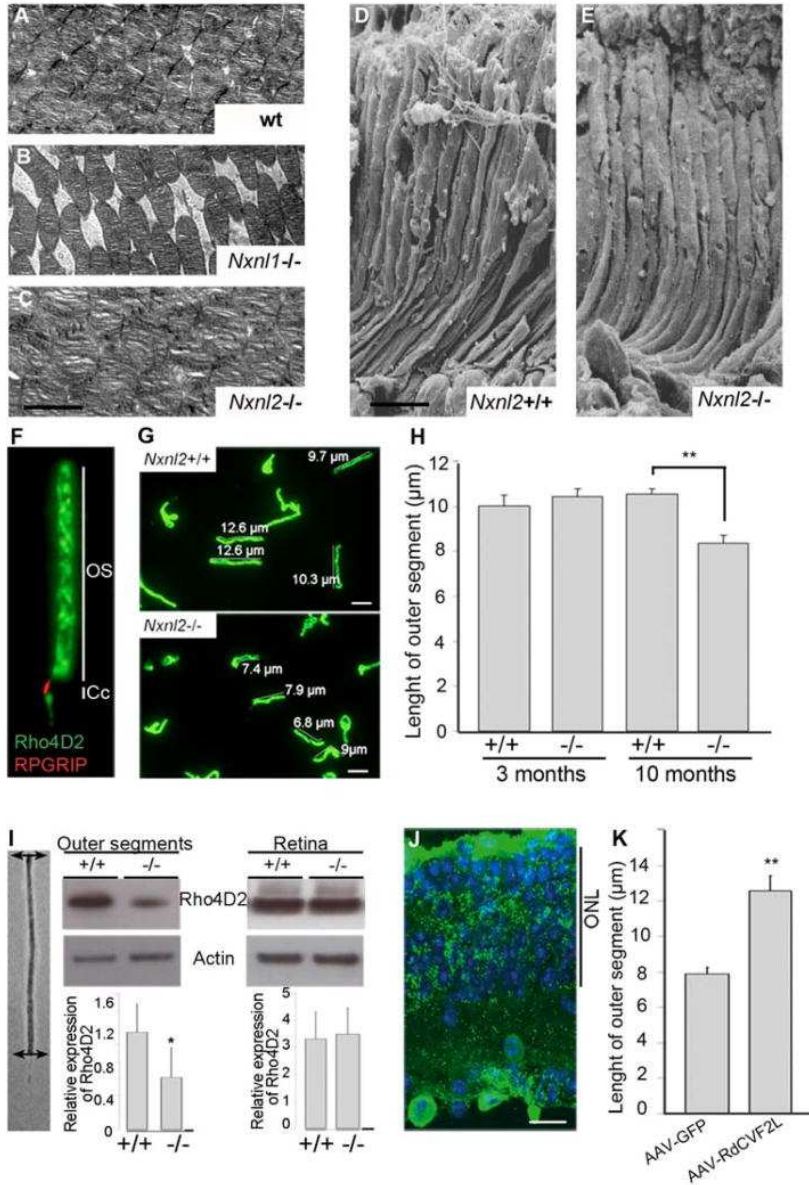 A
wt
B
Nxnl1-/-
C
Nxnl2-/-
D
Nxnl2+/+
E
Nxnl2-/-
F
OS
ICc
Rho4D2
RPGRIP
G
Nxnl2+/+
9.7 µm
12.6 µm
12.6 µm
10.3 µm
Nxnl2-/-
7.4 µm
7.9 µm
6.8 µm
9µm
H
Lenght of outer segment (µm)
12
10
8
6
4
2
0
**
+/+ -/- +/+ -/-
3 months 10 months
I
Outer segments
+/+ -/-
Retina
+/+ -/-
Rho4D2
Actin
Relative expression
of Rho4D2
1.6
1.2
0.8
0.4
0
*
+/+ -/-
Relative expression
of Rho4D2
5
4
3
2
1
0
+/+ -/-
J
ONL
K
Lenght of outer segment (µm)
14
12
10
8
6
4
2
0
**
AAV-GFP
AAV-RdCVF2L